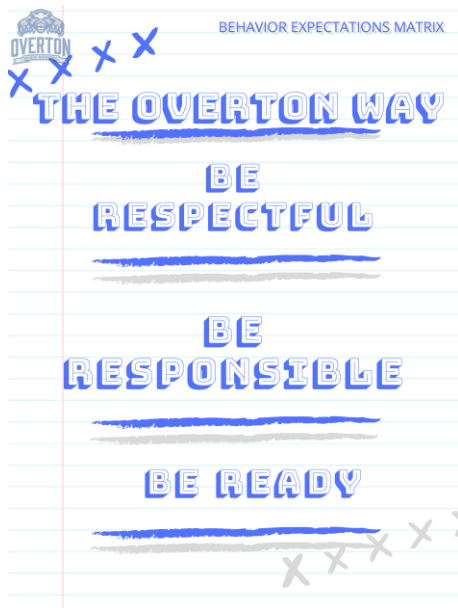 OVERTON
BEHAVIOR EXPECTATIONS MATRIX
THE OVERTON WAY
BE
RESPECTFUL
BE
RESPONSIBLE
BE READY